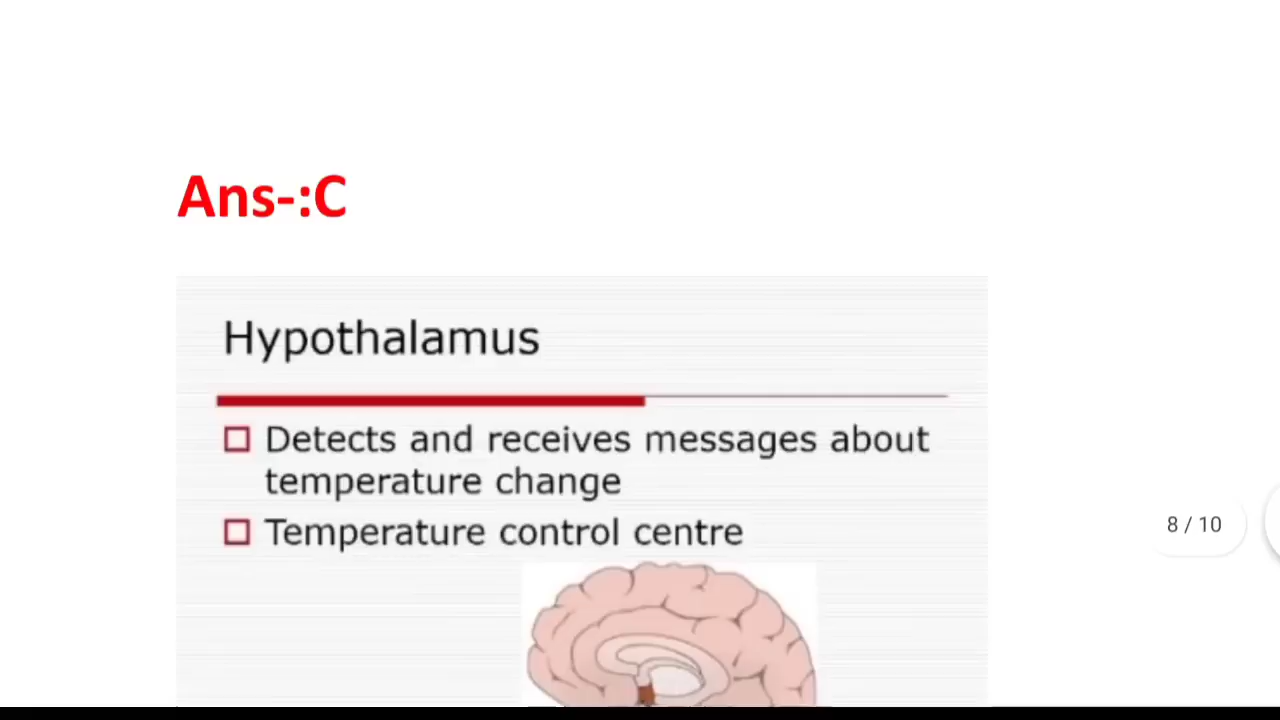 Ans-:C
Hypothalamus
Detects and receives messages about
temperature change
Temperature control centre
8 / 10